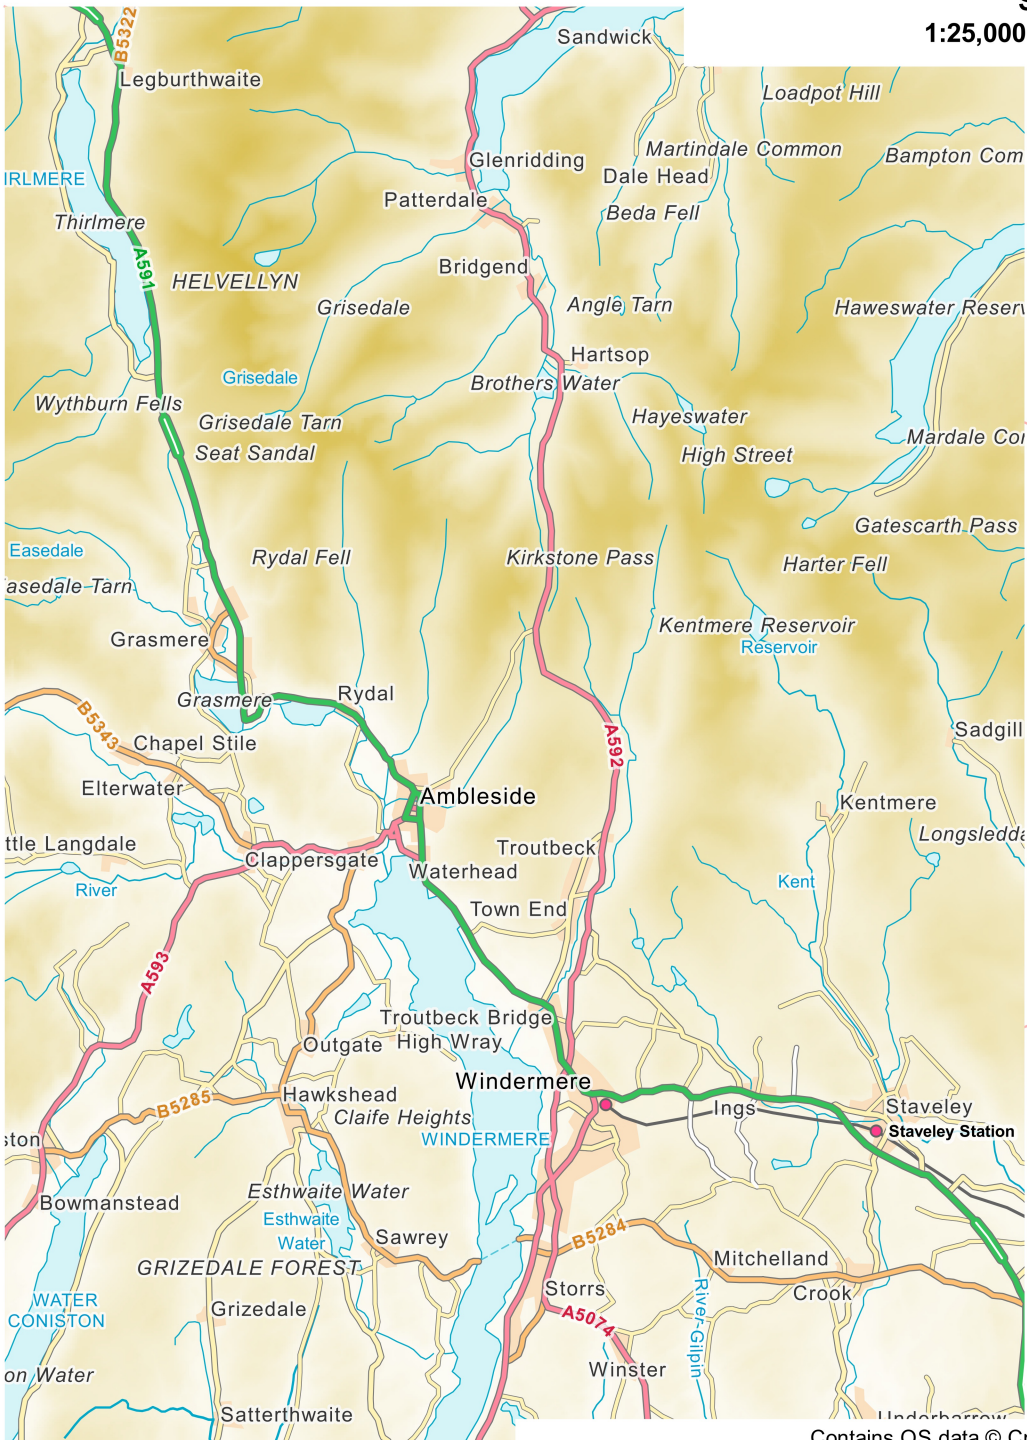 1:25,000
B5322
Sandwick
Legburthwaite
Loadpot Hill
Martindale Common
Bampton Com
Glenridding
Dale Head
IRLMERE
Patterdale
Beda Fell
Thirlmere
A591
Bridgend
HELVELLYN
Grisedale
Angle Tarn
Haweswater Reserv
Hartsop
Grisedale
Brothers Water
Wythburn Fells
Hayeswater
Grisedale Tarn
Mardale Co
Seat Sandal
High Street
Gatescarth Pass
Easedale
Rydal Fell
Kirkstone Pass
Harter Fell
asedale Tarn
Grasmere
Kentmere Reservoir
Reservoir
Rydal
Grasmere
B5343
Chapel Stile
A592
Sadgill
Elterwater
Ambleside
Kentmere
ttle Langdale
Clappersgate
Troutbeck
Longsledda
Waterhead
River
Kent
Town End
A593
Troutbeck Bridge
Outgate
High Wray
Windermere
Hawkshead
B5285
Claife Heights
Ings
Staveley
Staveley Station
ston
WINDERMERE
Bowmanstead
Esthwaite Water
Esthwaite
Water
Sawrey
B5284
GRIZEDALE FOREST
Mitchelland
Storrs
Crook
WATER
CONISTON
Grizedale
A5074
River Gilpin
on Water
Winster
Satterthwaite
Underbarrow
Contains OS data © Cr